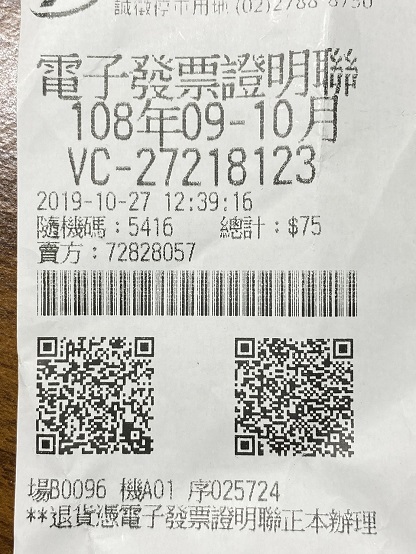 誠徵停車用地(02)2788-8750
電子發票證明聯
108年09-10月
VC-27218123
2019-10-27 12:39:16
隨機碼:5416 總計:$75
賣方:72828057
場B0096 機A01 序025724
**退貨憑電子發票證明聯正本辦理